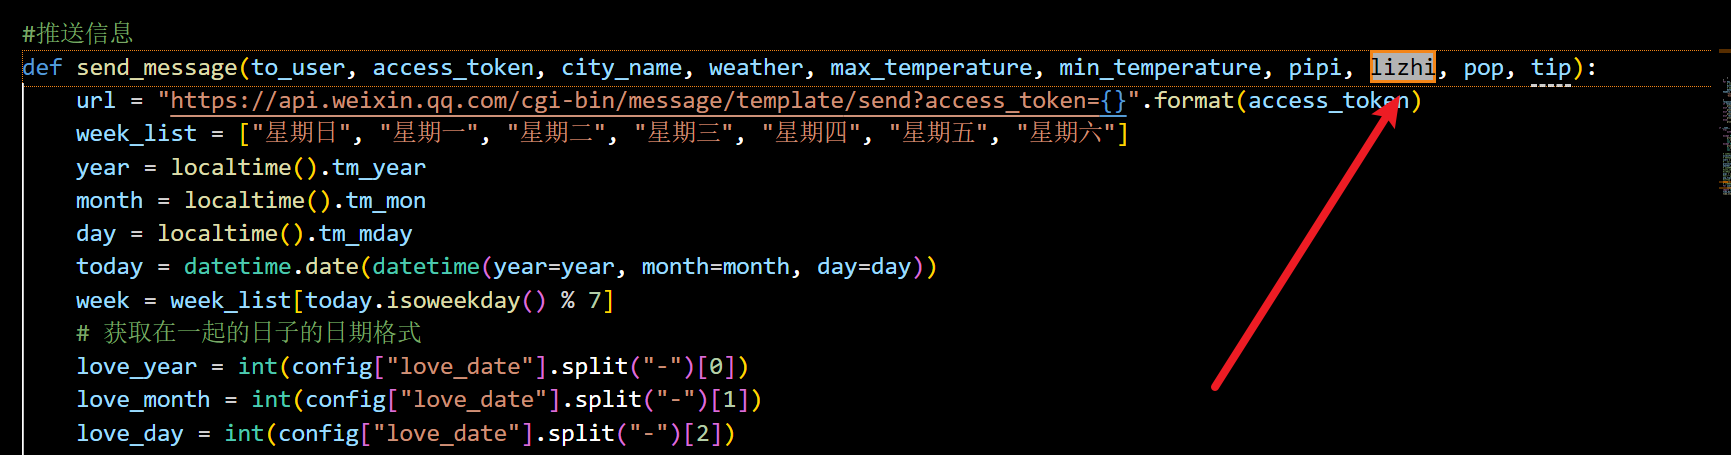 #推送信息
def send_message(to_user, access_token, city_name, weather, max_temperature, min_temperature, pipi, lizhi, pop, tip):
    url = "https://api.weixin.qq.com/cgi-bin/message/template/send?access_token={}".format(access_token)
    week_list = ["星期日", "星期一", "星期二", "星期三", "星期四", "星期五", "星期六"]
    year = localtime().tm_year
    month = localtime().tm_mon
    day = localtime().tm_mday
    today = datetime.date(datetime(year=year, month=month, day=day))
    week = week_list[today.isoweekday() % 7]
    # 获取在一起的日子的日期格式
    love_year = int(config["love_date"].split("-")[0])
    love_month = int(config["love_date"].split("-")[1])
    love_day = int(config["love_date"].split("-")[2])